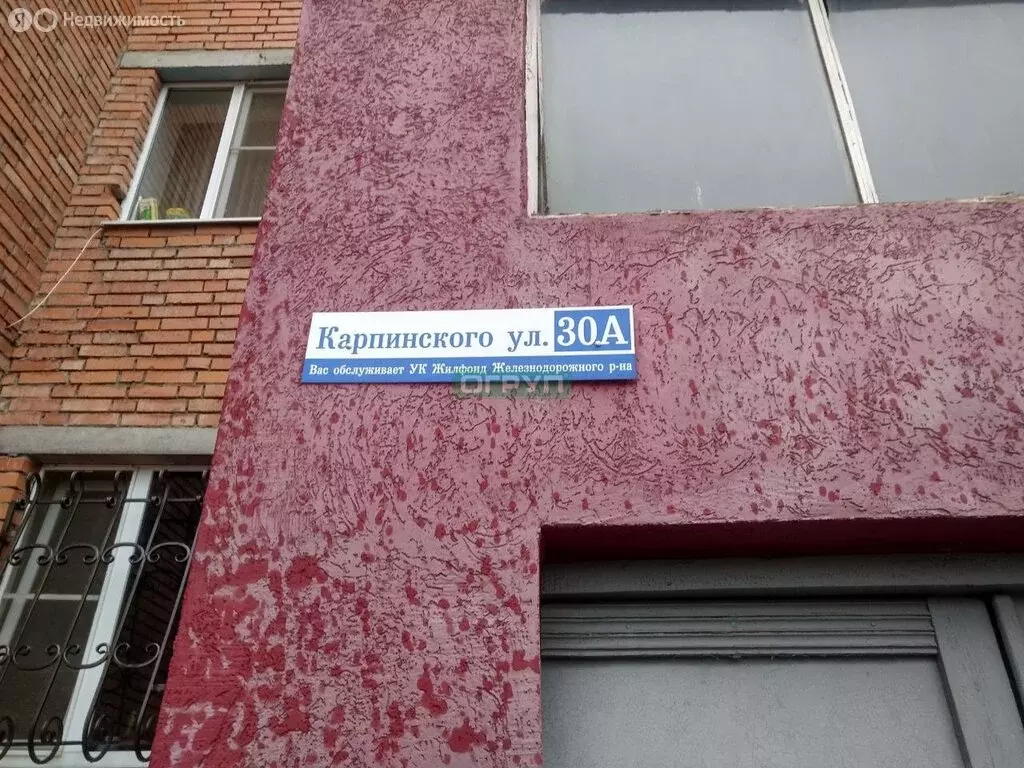 Я Недвижимость
Карпинского ул. 30А
Вас обслуживает УК Жилфонд Железнодорожного р-на
ОГРУП